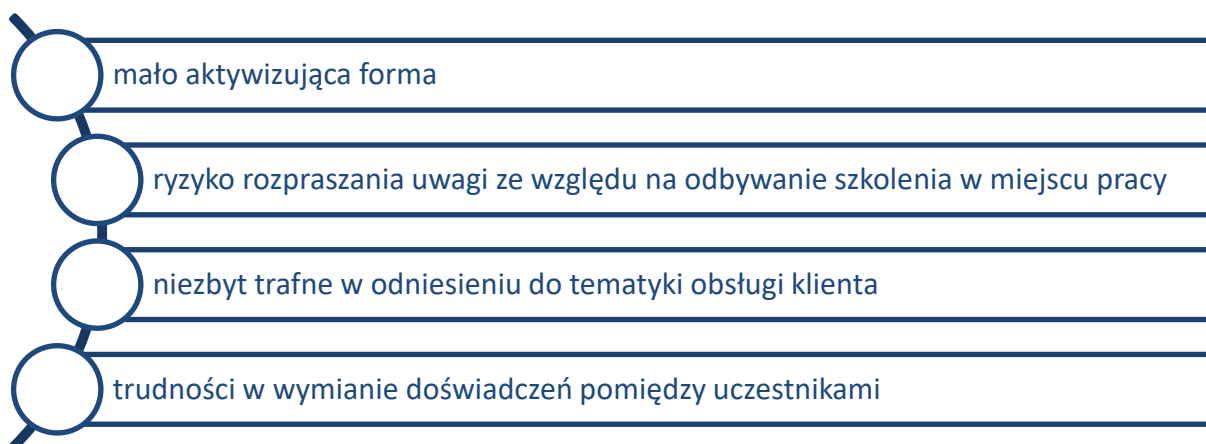 mało aktywizująca forma
ryzyko rozpraszania uwagi ze względu na odbywanie szkolenia w miejscu pracy
niezbyt trafne w odniesieniu do tematyki obsługi klienta
trudności w wymianie doświadczeń pomiędzy uczestnikami